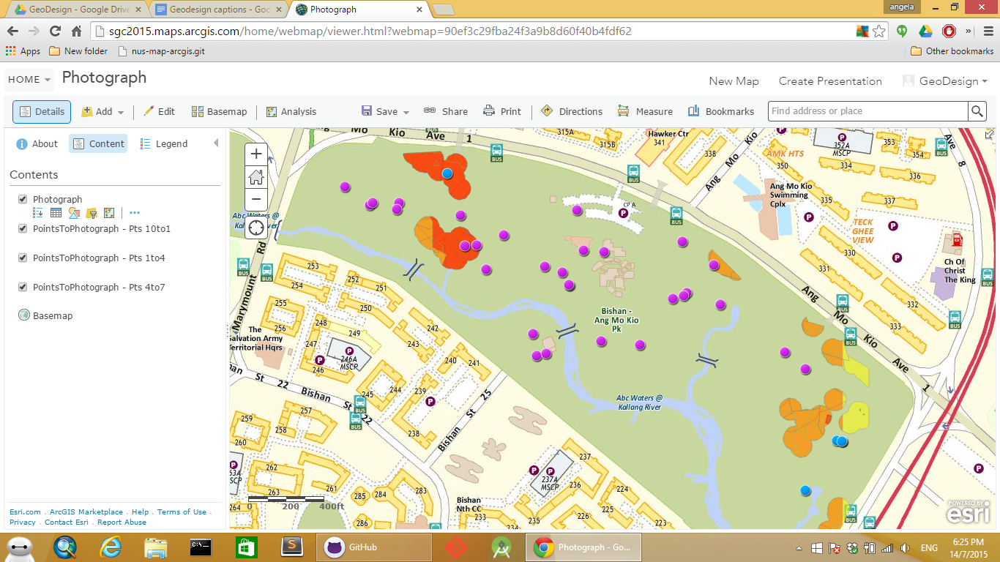 angela
GeoDesign - Google Drive
Geodesign captions - Goo
Photograph
sgc2015.maps.arcgis.com/home/webmap/viewer.html?webmap=90ef3c29fba24f3a9b8d60f40b4fdf62
Apps
New folder
nus-map-arcgis.git
Other bookmarks
HOME
Photograph
New Map
Create Presentation
GeoDesign
Details
Add
Edit
Basemap
Analysis
Save
Share
Print
Directions
Measure
Bookmarks
Find address or place
About
Content
Legend
Contents
Photograph
PointsToPhotograph - Pts 10to1
PointsToPhotograph - Pts 1to4
PointsToPhotograph - Pts 4to7
Basemap
Esri.com . ArcGIS Marketplace . Help . Terms of Use .
Privacy . Contact Esri . Report Abuse
Mo Kio Ave 1
BUS
315A
315B
Hawker Ctr
341
338
Ang Mo Kio
P
352A
MSCP
353
354
Ave 8
BUS
AMK HTS
350
334
336
Ang Mo Kio
Swimming
Cplx
335
337
TECK
GHEE
VIEW
330
331
332
333
Ch Of
Christ
The King
Abc Waters @
Marymount Rd
CP A
Bishan -
Ang Mo Kio
Pk
Ang Mo Kio Ave 1
Abc Waters @
Kallang River
253
254
252
251
250
255
256
248
249
247
246A
MSCP
246
242
243
240
241
244
239
245
238
The
Salvation Army
Territorial Hqrs
St 22 Bishan St 22
Bishan St 25
257
258
259
260
262
261
263
264
285
284
283
286
237A
MSCP
237
236
235
224
225
226
233
232
Bishan
Nth CC
0 200 400ft
POWERED BY
esri
GitHub
Photograph - Go...
ENG
6:25 PM
14/7/2015